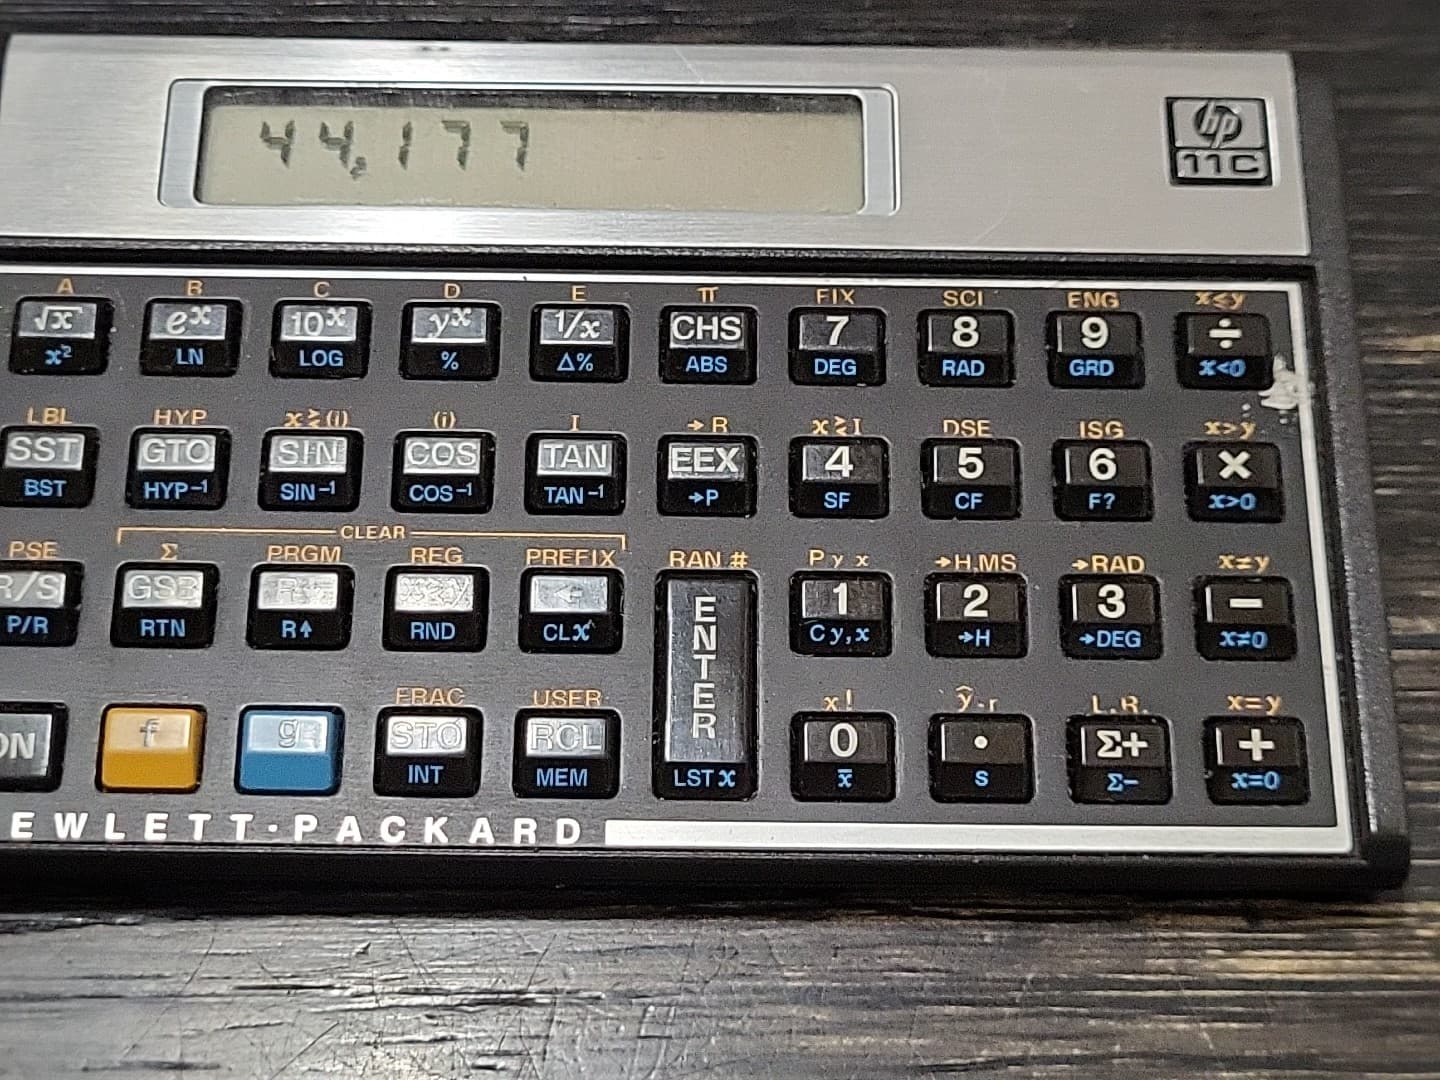 44,177
hp
11C
A B C D E π FIX SCI ENG x≤y
√x eˣ 10ˣ yˣ 1/x CHS 7 8 9 ÷
x² LN LOG % Δ% ABS DEG RAD GRD x<0
LBL HYP x≷(i) (i) I →R x≷I DSE ISG x>y
SST GTO SIN COS TAN EEX 4 5 6 ×
BST HYP⁻¹ SIN⁻¹ COS⁻¹ TAN⁻¹ →P SF CF F? x>0
CLEAR
PSE Σ PRGM REG PREFIX RAN # Py,x →H.MS →RAD x≠y
R/S GSB R↓ ← ENTER 1 2 3 −
P/R RTN R↑ RND CLx Cy,x →H →DEG x≠0
FRAC USER x! ŷ,r L.R. x=y
ON f g STO RCL 0 · Σ+ +
INT MEM LSTx x̄ s Σ− x=0
EWLETT·PACKARD